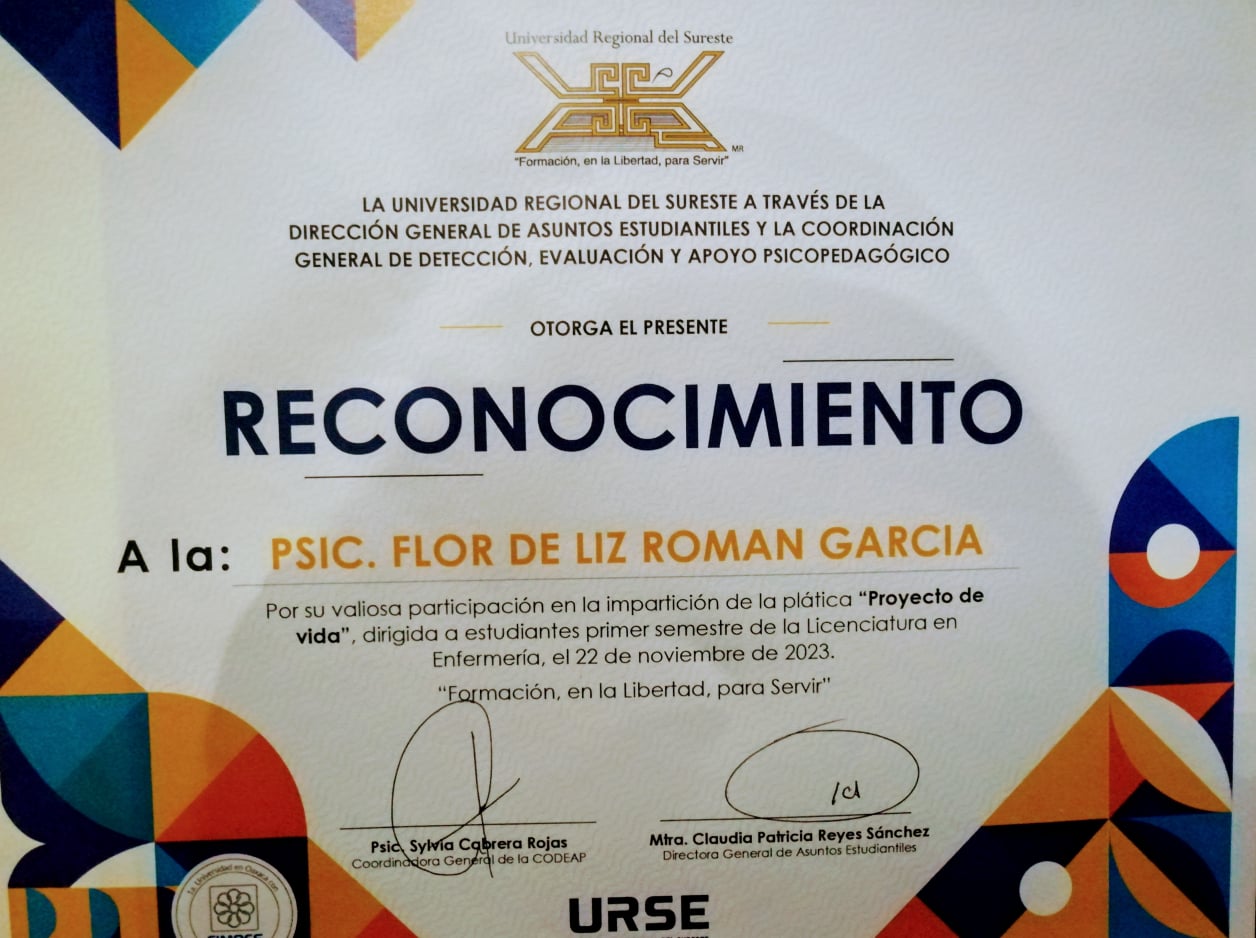 Universidad Regional del Sureste
MR
"Formación, en la Libertad, para Servir"
LA UNIVERSIDAD REGIONAL DEL SURESTE A TRAVÉS DE LA
DIRECCIÓN GENERAL DE ASUNTOS ESTUDIANTILES Y LA COORDINACIÓN
GENERAL DE DETECCIÓN, EVALUACIÓN Y APOYO PSICOPEDAGÓGICO
OTORGA EL PRESENTE
RECONOCIMIENTO
A la: PSIC. FLOR DE LIZ ROMAN GARCIA
Por su valiosa participación en la impartición de la plática “Proyecto de
vida”, dirigida a estudiantes primer semestre de la Licenciatura en
Enfermería, el 22 de noviembre de 2023.
“Formación, en la Libertad, para Servir”
Psic. Sylvia Cabrera Rojas
Coordinadora General de la CODEAP
Mtra. Claudia Patricia Reyes Sánchez
Directora General de Asuntos Estudiantiles
1a Universidad en Oaxaca con
URSE